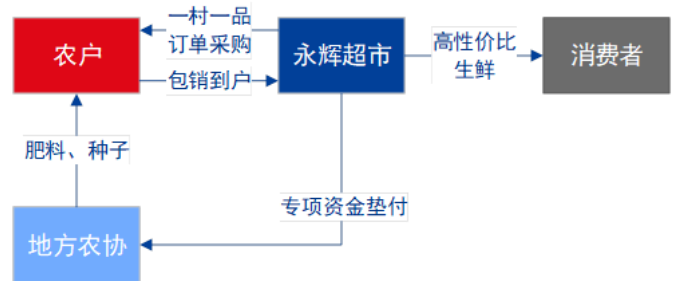 一村一品
订单采购
农户
永辉超市
高性价比
生鲜
消费者
包销到户
肥料、种子
专项资金垫付
地方农协